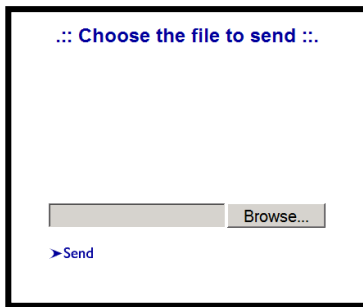 .:: Choose the file to send ::.
Browse...
➤Send